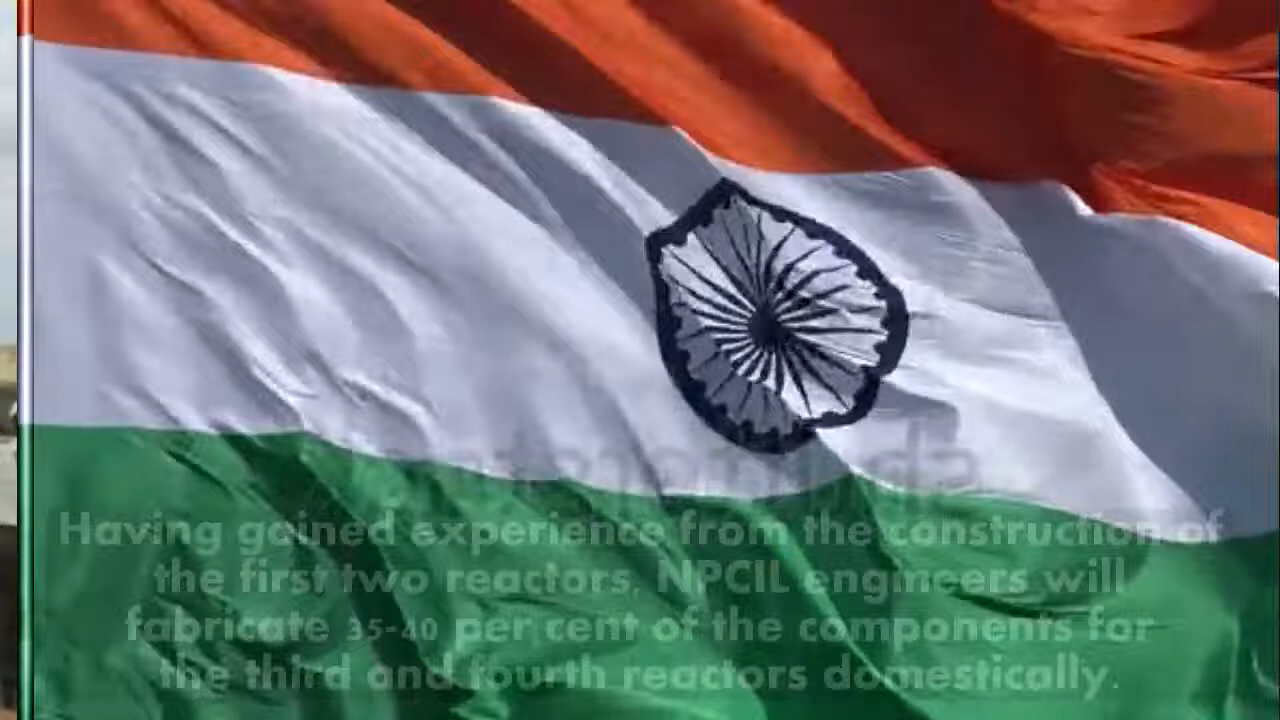 Having gained experience from the construction of
the first two reactors, NPCIL engineers will
fabricate 35-40 per cent of the components for
the third and fourth reactors domestically.